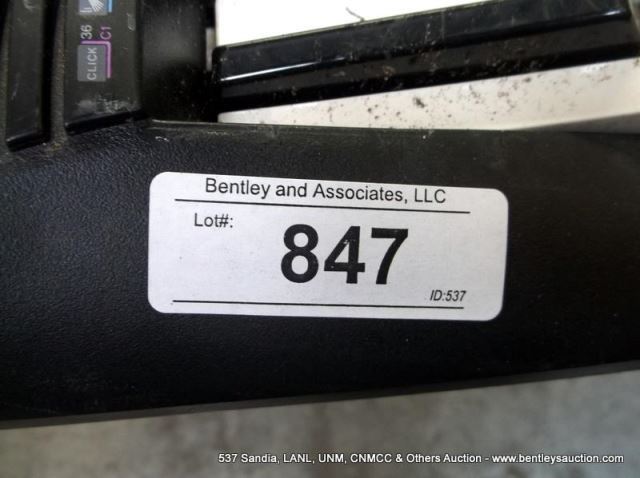 36
C1
CLICK
Bentley and Associates, LLC
Lot#:
847
ID:537
537 Sandia, LANL, UNM, CNMCC & Others Auction - www.bentleysauction.com